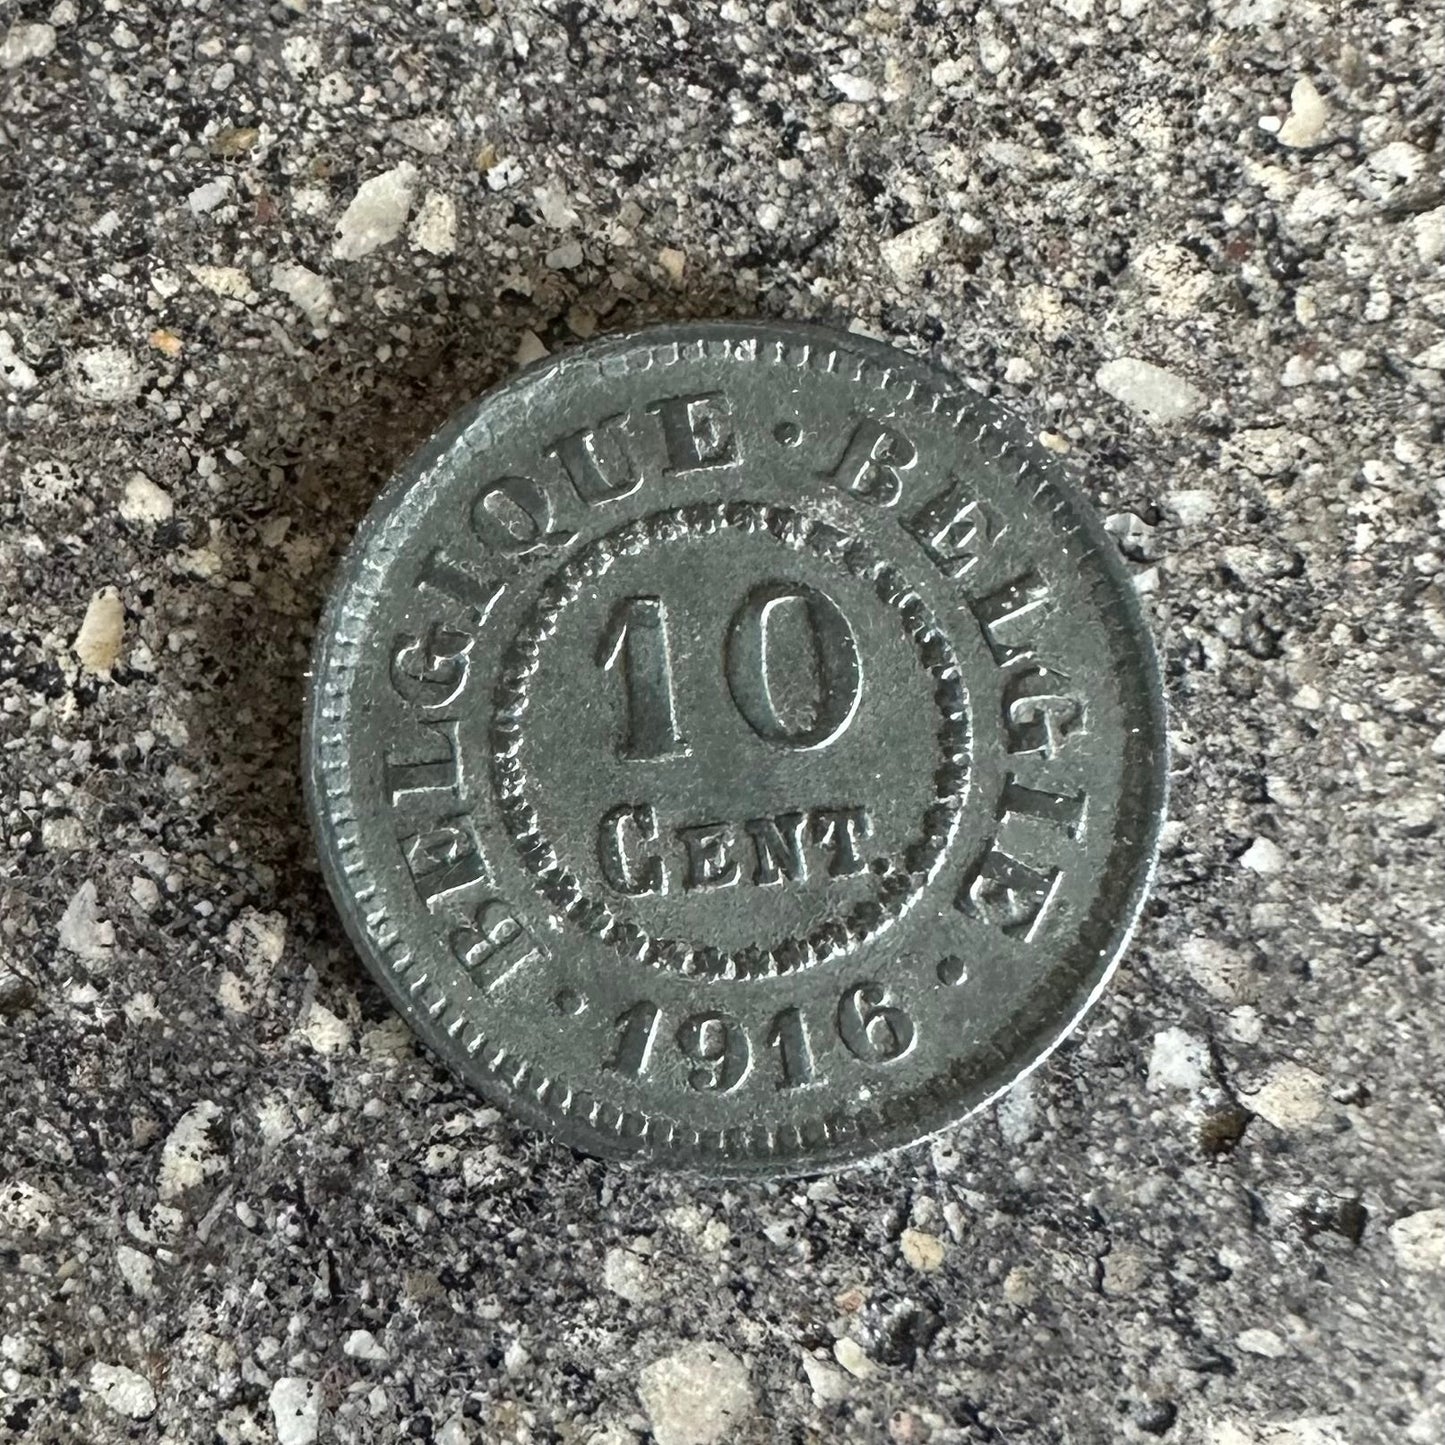 BELGIQUE · BELGIE
10
CENT.
· 1916 ·